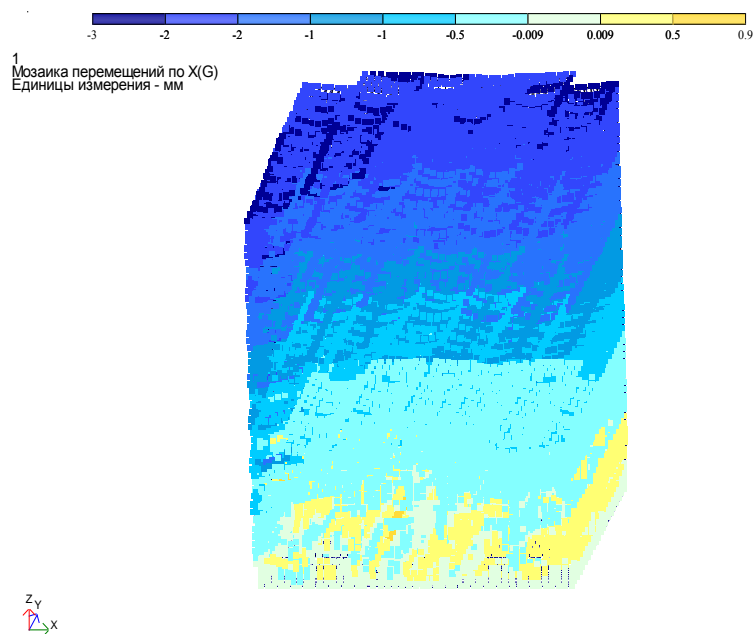 -3 -2 -2 -1 -1 -0.5 -0.009 0.009 0.5 0.9
1
Мозаика перемещений по X(G)
Единицы измерения - мм
Z Y
X